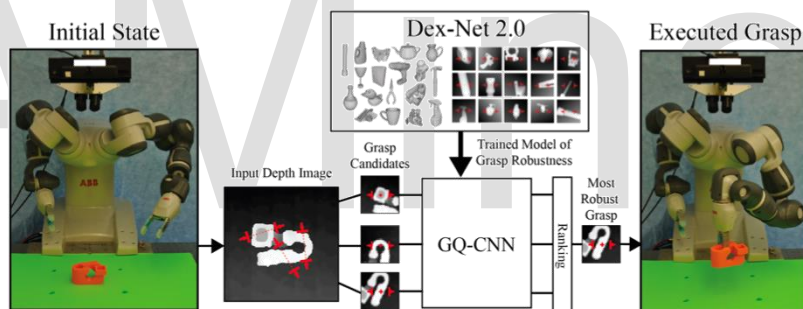 Initial State
Dex-Net 2.0
Executed Grasp
Trained Model of
Grasp Robustness
Grasp
Candidates
Input Depth Image
Most
Robust
Grasp
GQ-CNN
Ranking
ABB